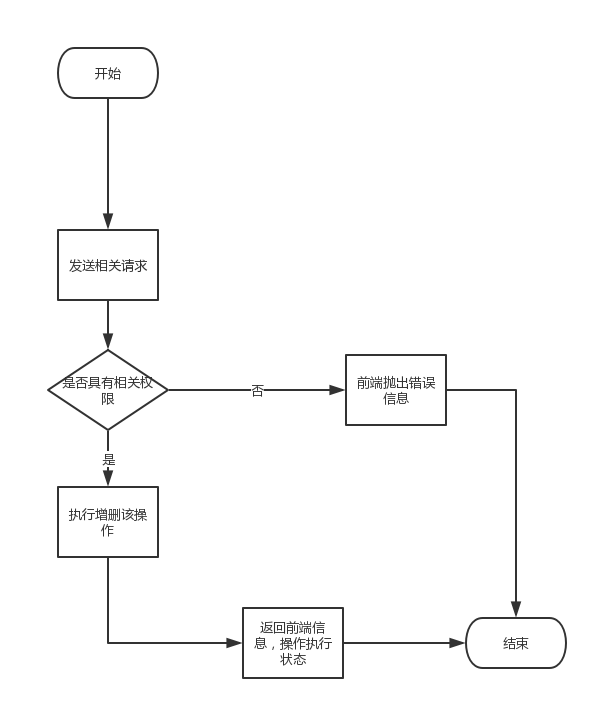 开始
发送相关请求
是否具有相关权
限
否
前端抛出错误
信息
是
执行增删该操
作
返回前端信
息，操作执行
状态
结束